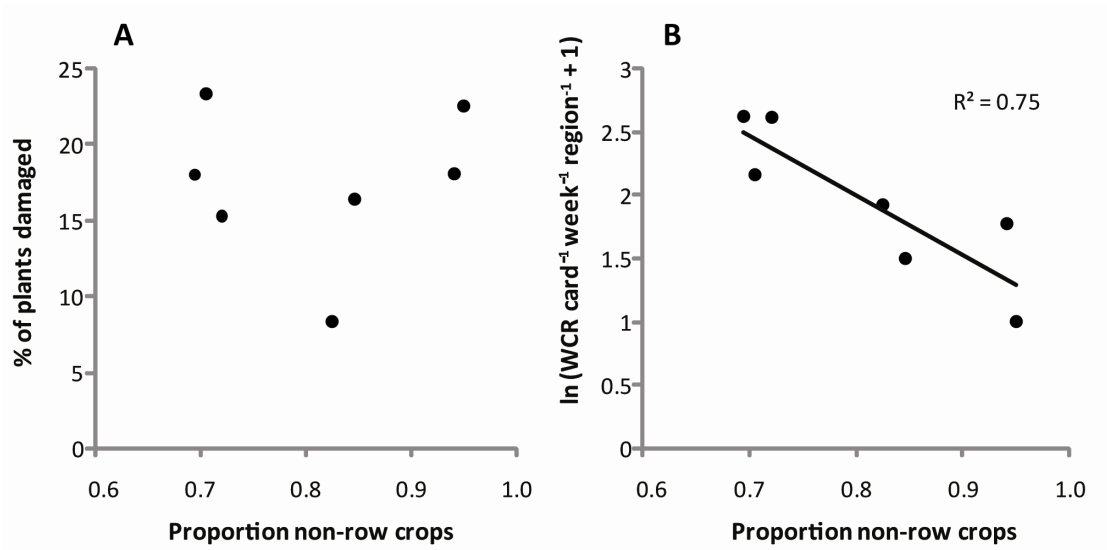 A
% of plants damaged
25
20
15
10
5
0
0.6 0.7 0.8 0.9 1.0
Proportion non-row crops
B
ln (WCR card⁻¹ week⁻¹ region⁻¹ + 1)
R² = 0.75
3
2.5
2
1.5
1
0.5
0
0.6 0.7 0.8 0.9 1.0
Proportion non-row crops